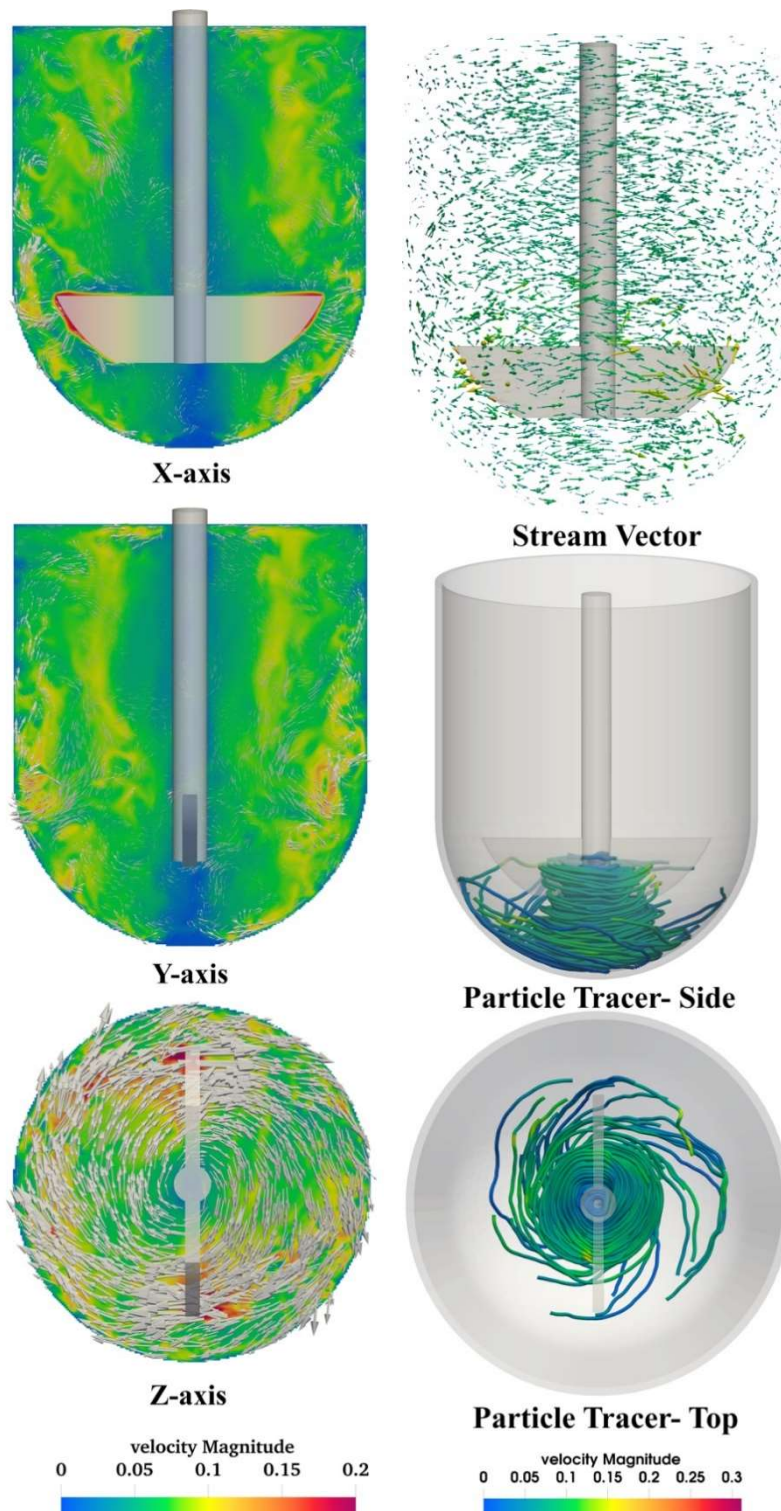 X-axis
Stream Vector
Y-axis
Particle Tracer- Side
Z-axis
Particle Tracer- Top
velocity Magnitude
0 0.05 0.1 0.15 0.2
velocity Magnitude
0 0.05 0.1 0.15 0.2 0.25 0.3